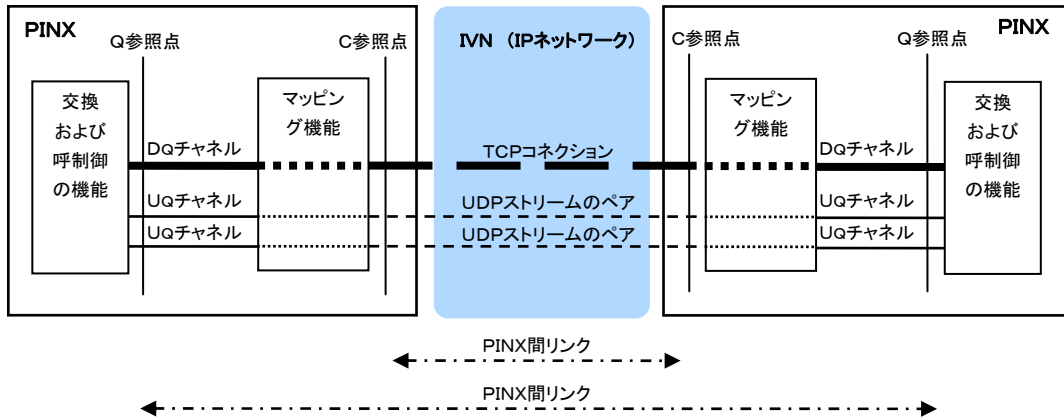 PINX
Q参照点
C参照点
交換
および
呼制御
の機能
マッピン
グ機能
DQチャネル
UQチャネル
UQチャネル
IVN （IPネットワーク）
TCPコネクション
UDPストリームのペア
UDPストリームのペア
PINX
C参照点
Q参照点
マッピン
グ機能
交換
および
呼制御
の機能
DQチャネル
UQチャネル
UQチャネル
PINX間リンク
PINX間リンク